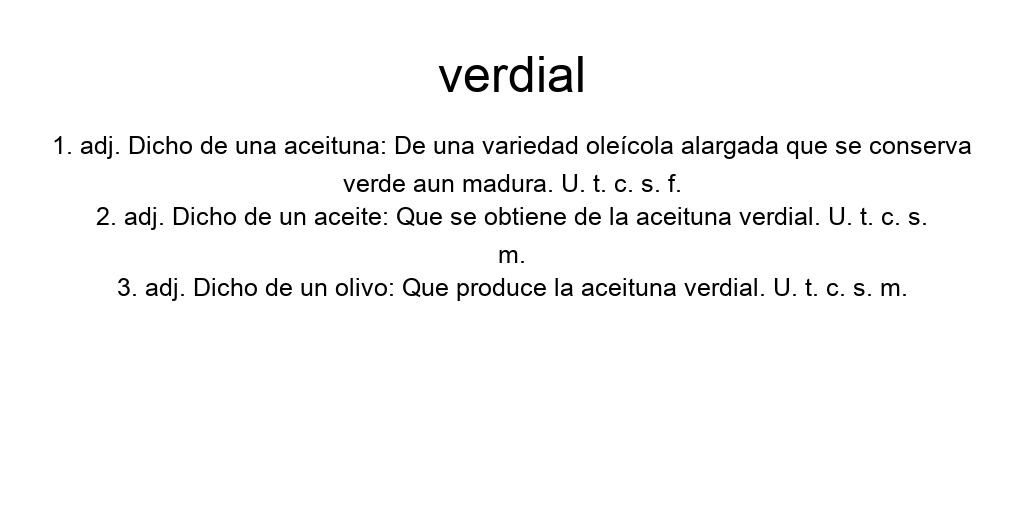 verdial
1. adj. Dicho de una aceituna: De una variedad oleícola alargada que se conserva
verde aun madura. U. t. c. s. f.
2. adj. Dicho de un aceite: Que se obtiene de la aceituna verdial. U. t. c. s.
m.
3. adj. Dicho de un olivo: Que produce la aceituna verdial. U. t. c. s. m.